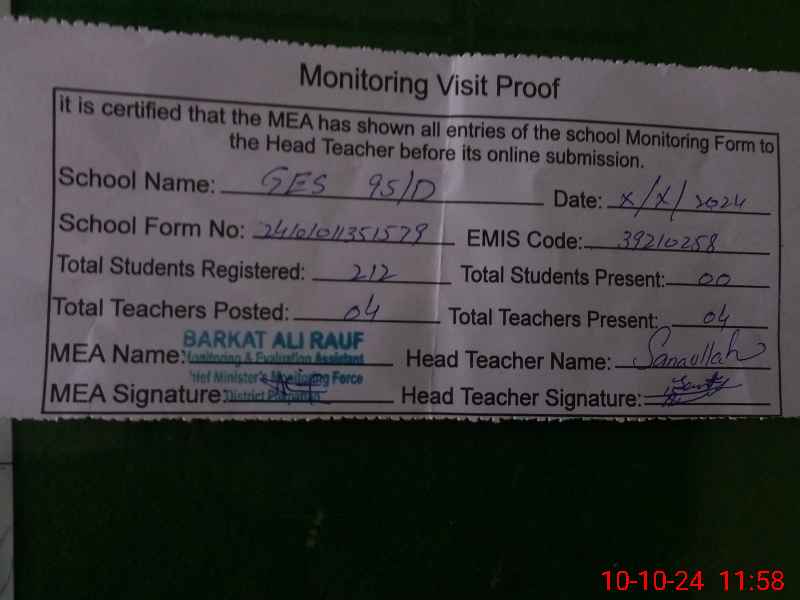 Monitoring Visit Proof
it is certified that the MEA has shown all entries of the school Monitoring Form to
the Head Teacher before its online submission.
School Name: GES 95/D Date: X/X/2024
School Form No: 24101011351579 EMIS Code: 39210258
Total Students Registered: 212 Total Students Present: 00
Total Teachers Posted: 04 Total Teachers Present: 04
MEA Name: BARKAT ALI RAUF Head Teacher Name: Sanaullah
Monitoring & Evaluation Assistant
Chief Minister's Monitoring Force
MEA Signature: District Head Teacher Signature:
10-10-24 11:58